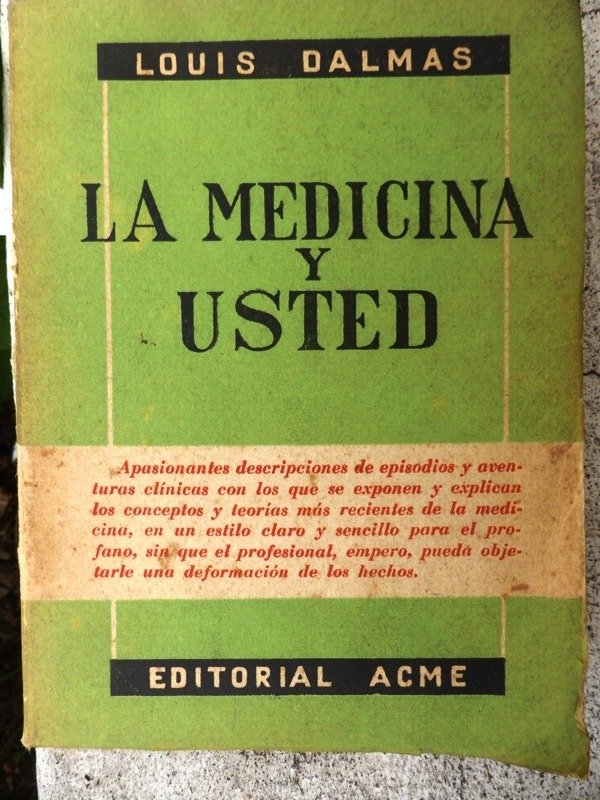 LOUIS DALMAS
LA MEDICINA
Y
USTED
Apasionantes descripciones de episodios y aven-
turas clínicas con los que se exponen y explican
los conceptos y teorías más recientes de la medi-
cina, en un estilo claro y sencillo para el pro-
fano, sin que el profesional, empero, pueda obje-
tarle una deformación de los hechos.
EDITORIAL ACME